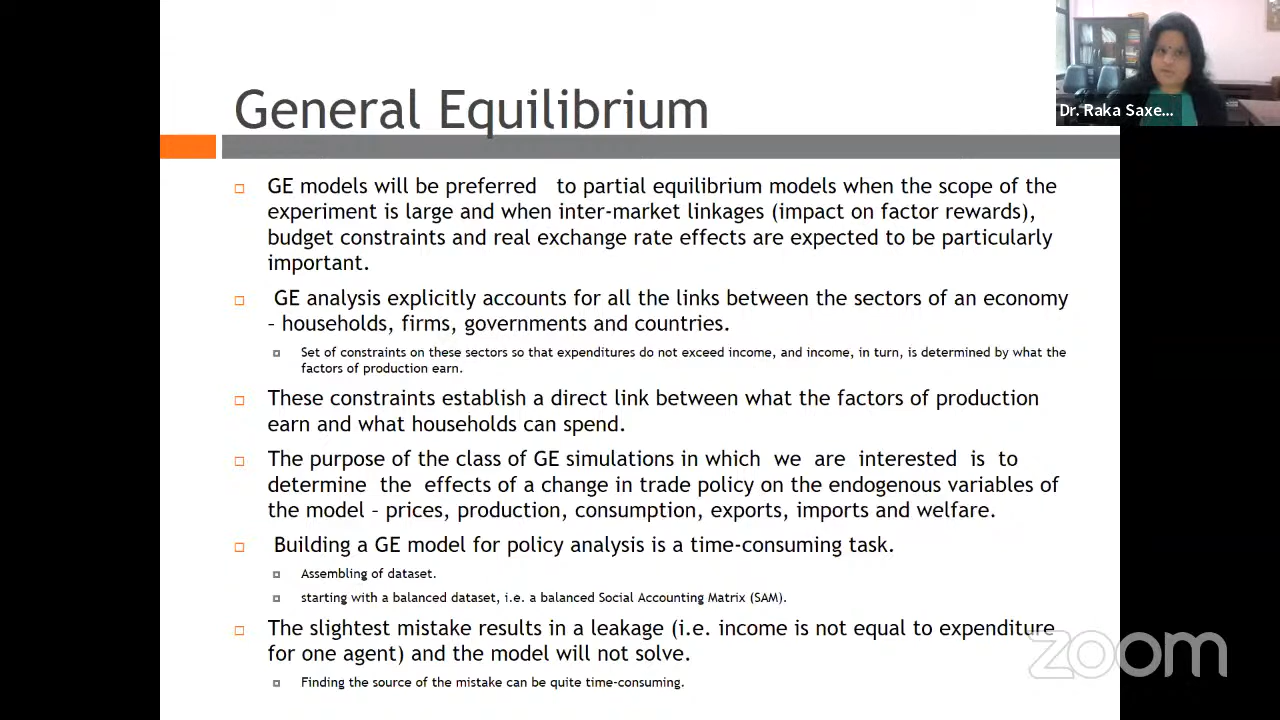 General Equilibrium
Dr. Raka Saxe...
GE models will be preferred to partial equilibrium models when the scope of the
experiment is large and when inter-market linkages (impact on factor rewards),
budget constraints and real exchange rate effects are expected to be particularly
important.
GE analysis explicitly accounts for all the links between the sectors of an economy
– households, firms, governments and countries.
Set of constraints on these sectors so that expenditures do not exceed income, and income, in turn, is determined by what the
factors of production earn.
These constraints establish a direct link between what the factors of production
earn and what households can spend.
The purpose of the class of GE simulations in which we are interested is to
determine the effects of a change in trade policy on the endogenous variables of
the model – prices, production, consumption, exports, imports and welfare.
Building a GE model for policy analysis is a time-consuming task.
Assembling of dataset.
starting with a balanced dataset, i.e. a balanced Social Accounting Matrix (SAM).
The slightest mistake results in a leakage (i.e. income is not equal to expenditure
for one agent) and the model will not solve.
Finding the source of the mistake can be quite time-consuming.
zoom